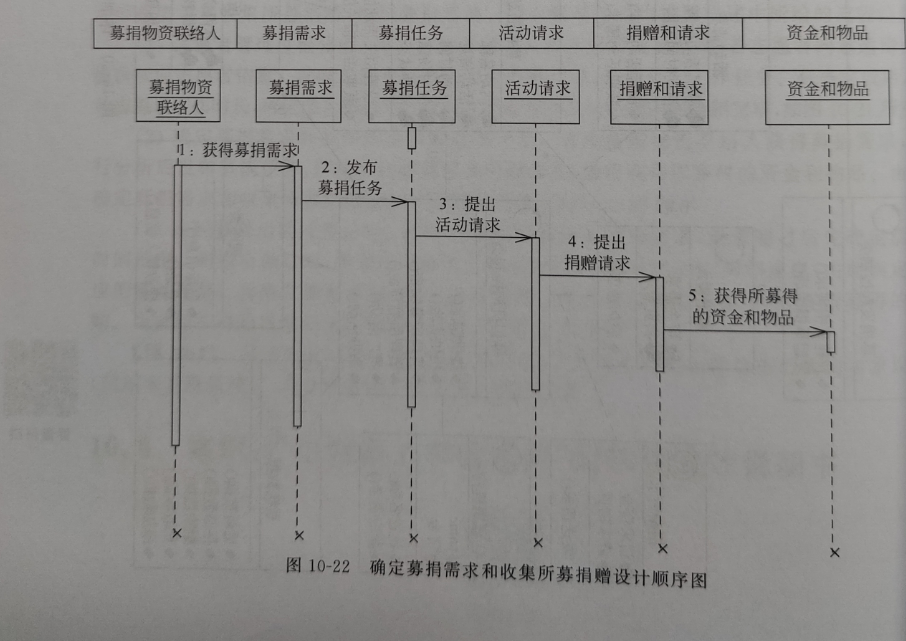 募捐物资联络人 募捐需求 募捐任务 活动请求 捐赠和请求 资金和物品
募捐物资
联络人
募捐需求
募捐任务
活动请求
捐赠和请求
资金和物品
1：获得募捐需求
2：发布
募捐任务
3：提出
活动请求
4：提出
捐赠请求
5：获得所募得
的资金和物品
图 10-22 确定募捐需求和收集所募捐赠设计顺序图